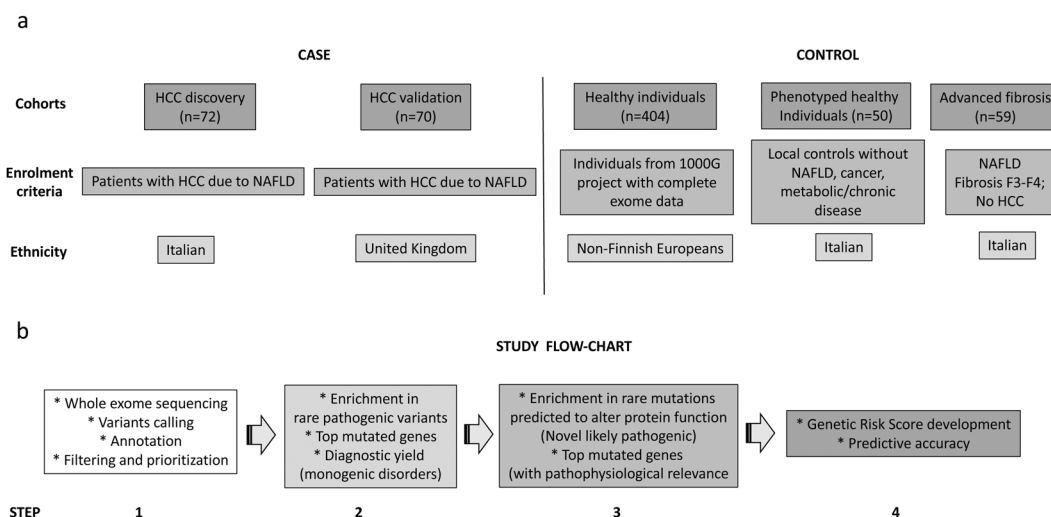 a
CASE
CONTROL
Cohorts
HCC discovery
(n=72)
HCC validation
(n=70)
Healthy individuals
(n=404)
Phenotyped healthy
Individuals (n=50)
Advanced fibrosis
(n=59)
Enrolment
criteria
Patients with HCC due to NAFLD
Patients with HCC due to NAFLD
Individuals from 1000G
project with complete
exome data
Local controls without
NAFLD, cancer,
metabolic/chronic
disease
NAFLD
Fibrosis F3-F4;
No HCC
Ethnicity
Italian
United Kingdom
Non-Finnish Europeans
Italian
Italian
b
STUDY FLOW-CHART
* Whole exome sequencing
* Variants calling
* Annotation
* Filtering and prioritization
* Enrichment in
rare pathogenic variants
* Top mutated genes
* Diagnostic yield
(monogenic disorders)
* Enrichment in rare mutations
predicted to alter protein function
(Novel likely pathogenic)
* Top mutated genes
(with pathophysiological relevance
* Genetic Risk Score development
* Predictive accuracy
STEP 1 2 3 4